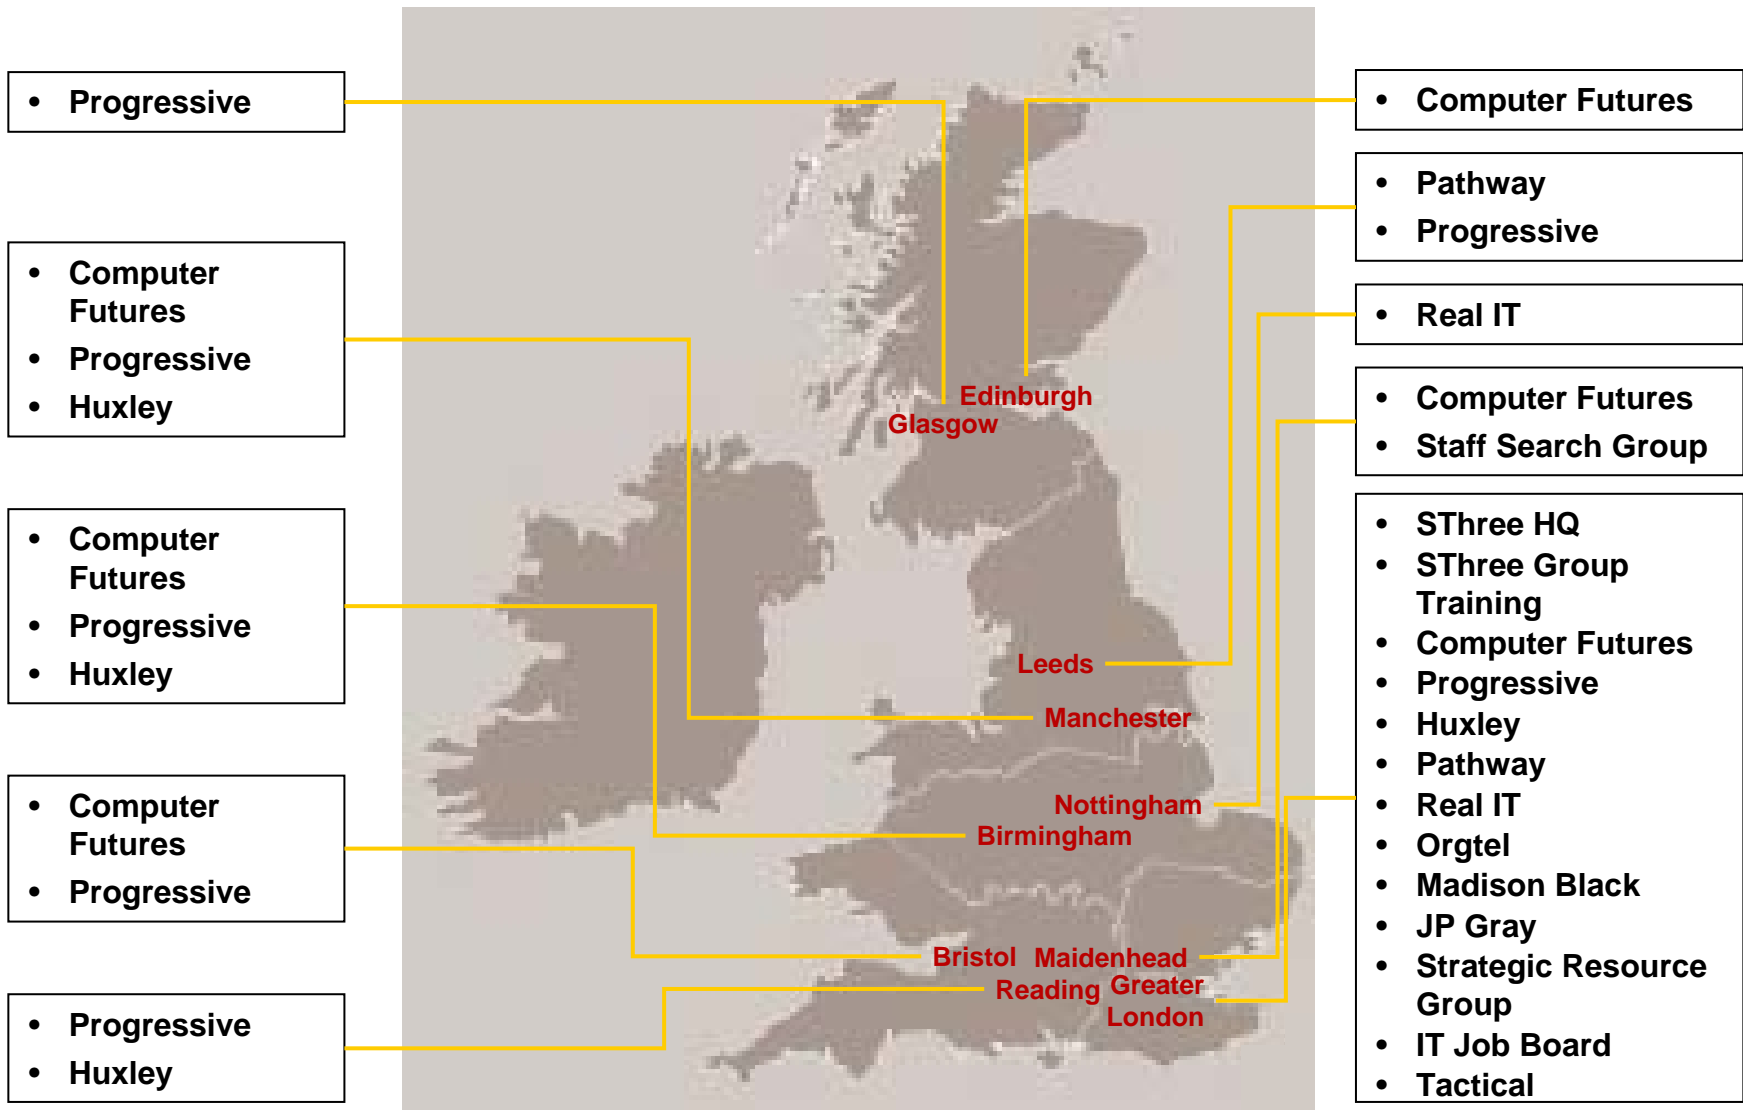 • Progressive
• Computer
Futures
• Progressive
• Huxley
• Computer
Futures
• Progressive
• Huxley
• Computer
Futures
• Progressive
• Progressive
• Huxley
Edinburgh
Glasgow
Leeds
Manchester
Nottingham
Birmingham
Bristol
Maidenhead
Reading
Greater
London
• Computer Futures
• Pathway
• Progressive
• Real IT
• Computer Futures
• Staff Search Group
• SThree HQ
• SThree Group
Training
• Computer Futures
• Progressive
• Huxley
• Pathway
• Real IT
• Orgtel
• Madison Black
• JP Gray
• Strategic Resource
Group
• IT Job Board
• Tactical